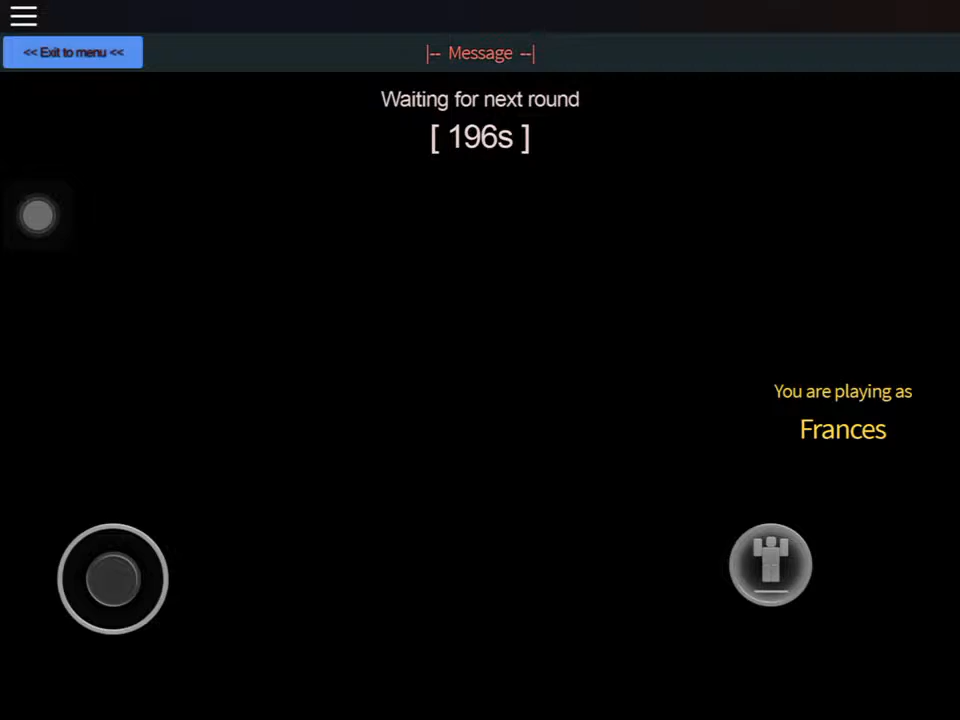 << Exit to menu <<
|-- Message --|
Waiting for next round
[ 196s ]
You are playing as
Frances